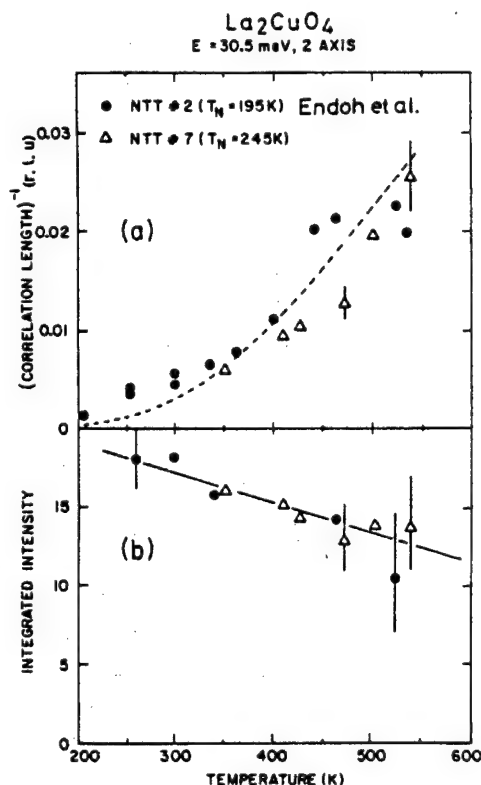 La2CuO4
E = 30.5 meV, 2 AXIS
● NTT #2 (TN = 195K) Endoh et al.
△ NTT #7 (TN = 245K)
(CORRELATION LENGTH)⁻¹ (r. l. u)
0.03
0.02
0.01
0
(a)
INTEGRATED INTENSITY
15
10
5
0
(b)
200 300 400 500 600
TEMPERATURE (K)